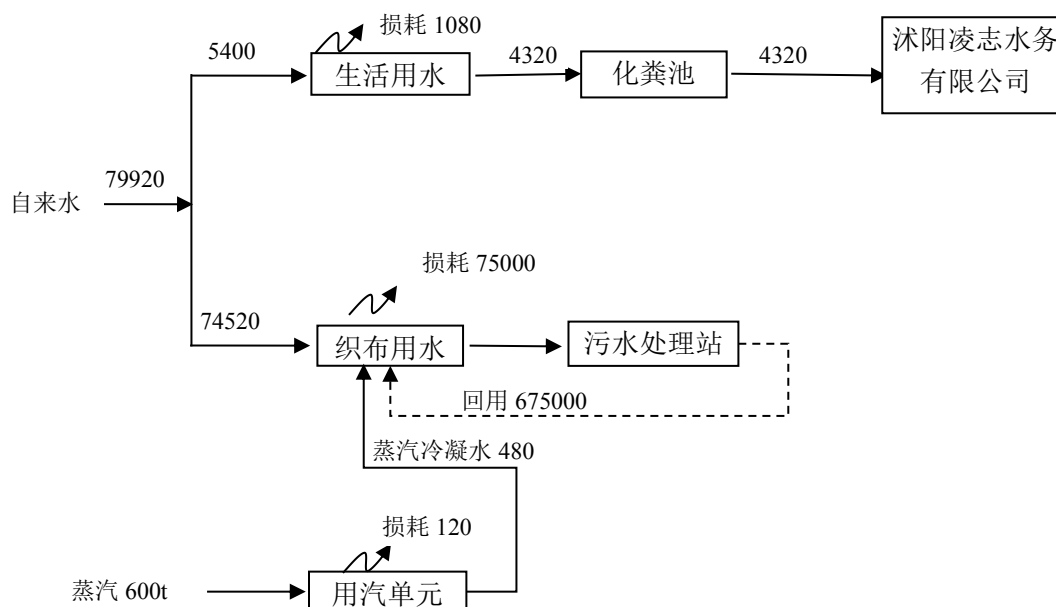 损耗 1080
5400
生活用水
4320
化粪池
4320
沭阳凌志水务
有限公司
自来水
79920
损耗 75000
74520
织布用水
污水处理站
回用 675000
蒸汽冷凝水 480
损耗 120
蒸汽 600t
用汽单元